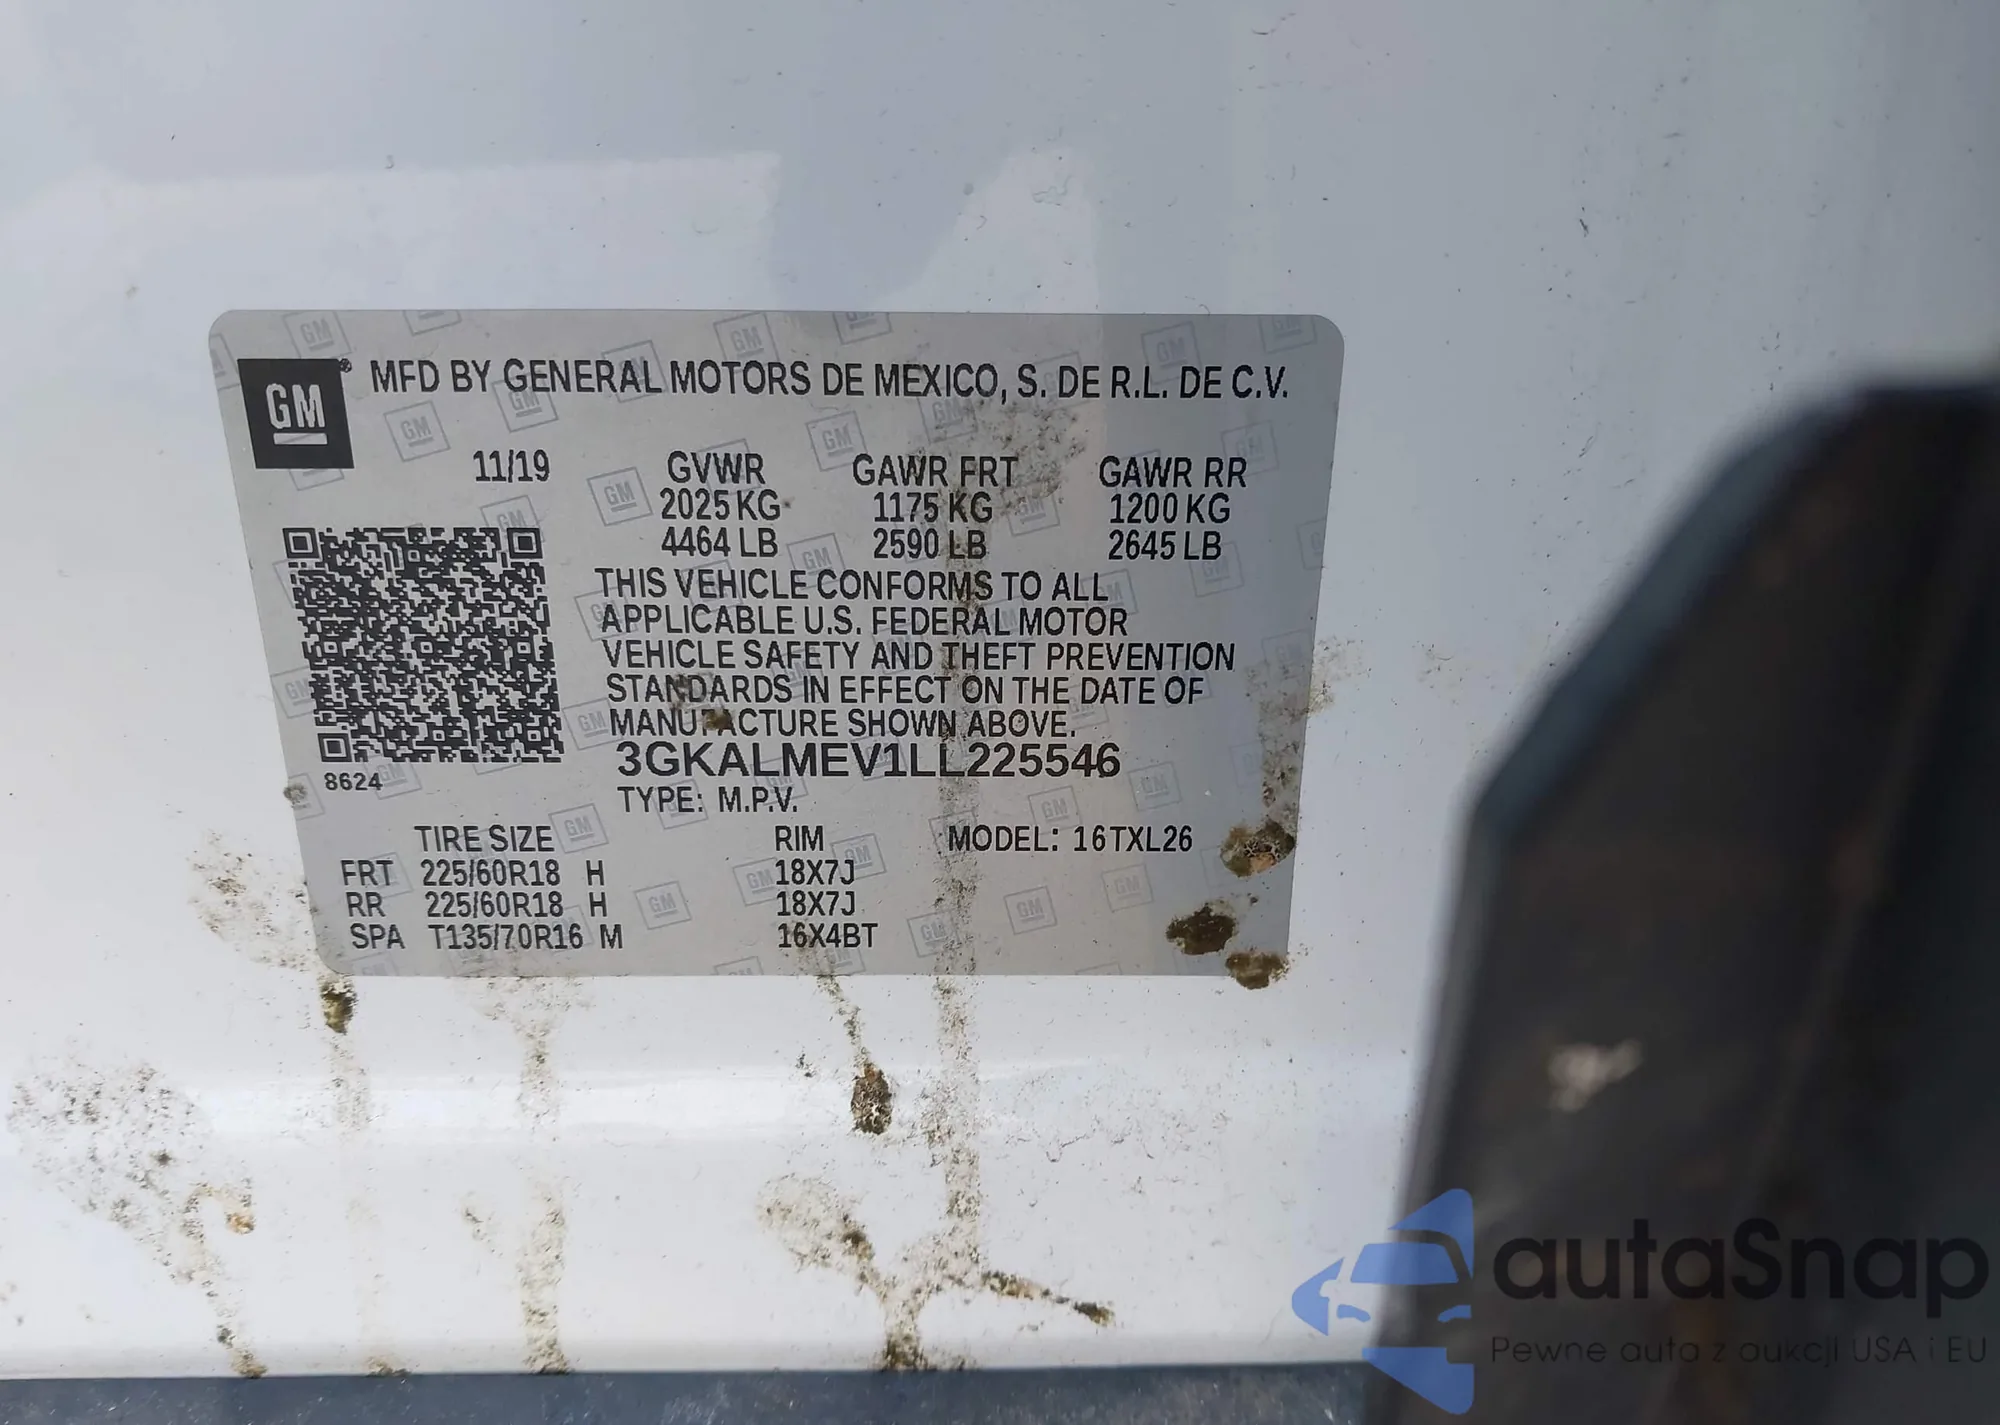 GM® MFD BY GENERAL MOTORS DE MEXICO, S. DE R.L. DE C.V.
11/19 GVWR GAWR FRT GAWR RR
2025 KG 1175 KG 1200 KG
4464 LB 2590 LB 2645 LB
THIS VEHICLE CONFORMS TO ALL
APPLICABLE U.S. FEDERAL MOTOR
VEHICLE SAFETY AND THEFT PREVENTION
STANDARDS IN EFFECT ON THE DATE OF
MANUFACTURE SHOWN ABOVE.
3GKALMEV1LL225546
8624
TYPE: M.P.V.
TIRE SIZE RIM MODEL: 16TXL26
FRT 225/60R18 H 18X7J
RR 225/60R18 H 18X7J
SPA T135/70R16 M 16X4BT
autaSnap
Pewne auta z aukcji USA i EU